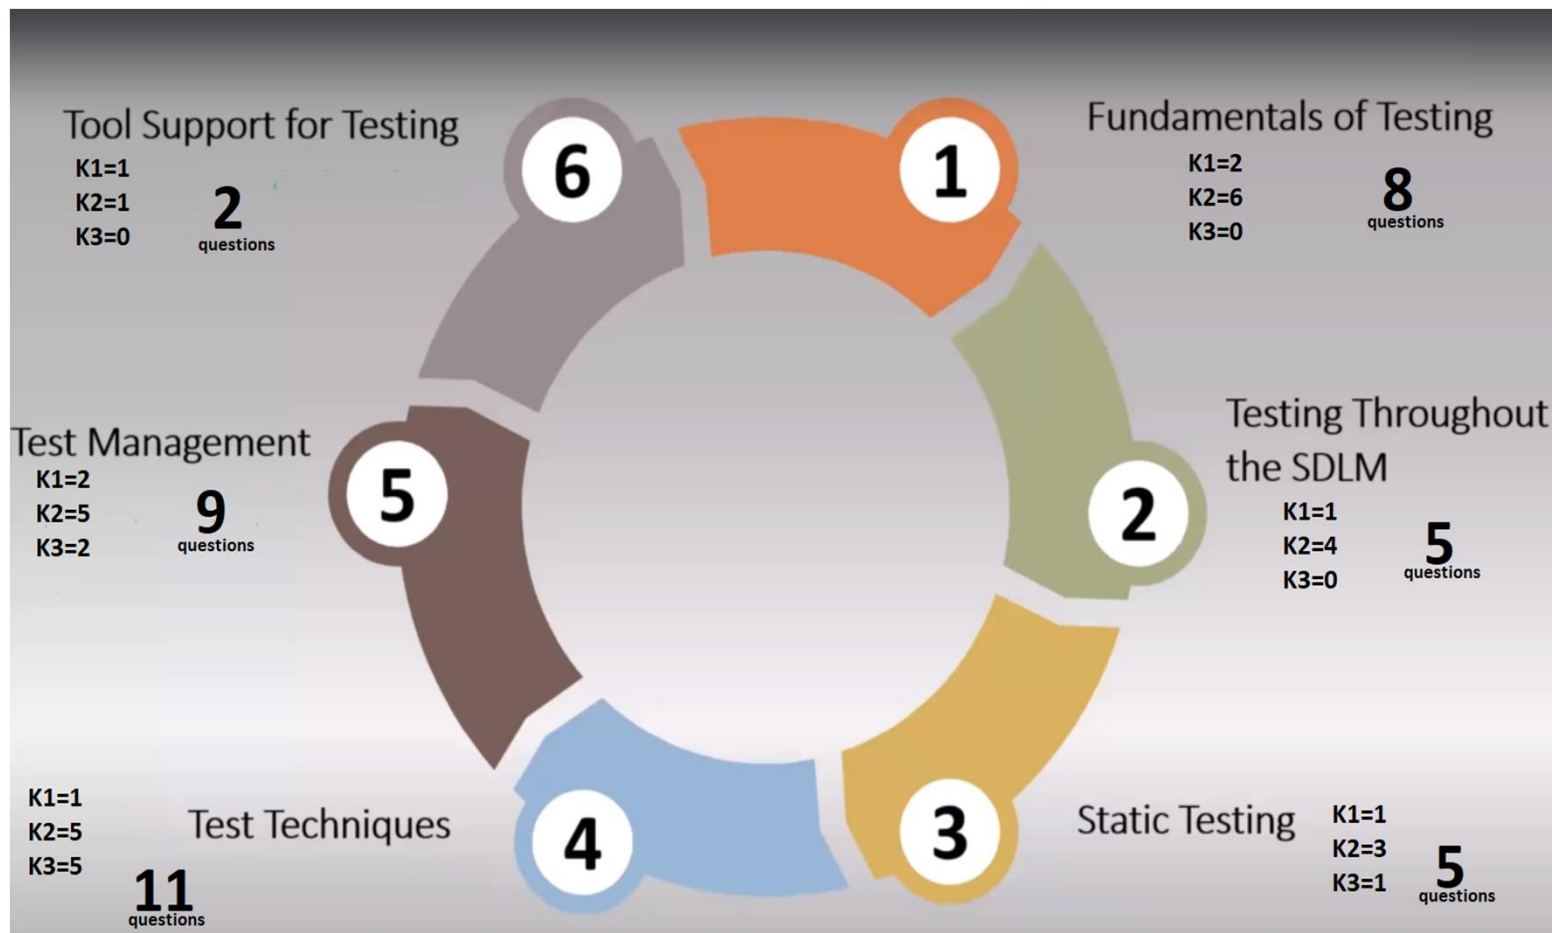 Fundamentals of Testing
K1=2
K2=6
K3=0
8
questions
1
Testing Throughout
the SDLM
K1=1
K2=4
K3=0
5
questions
2
Static Testing
K1=1
K2=3
K3=1
5
questions
3
Test Techniques
K1=1
K2=5
K3=5
11
questions
4
Test Management
K1=2
K2=5
K3=2
9
questions
5
Tool Support for Testing
K1=1
K2=1
K3=0
2
questions
6